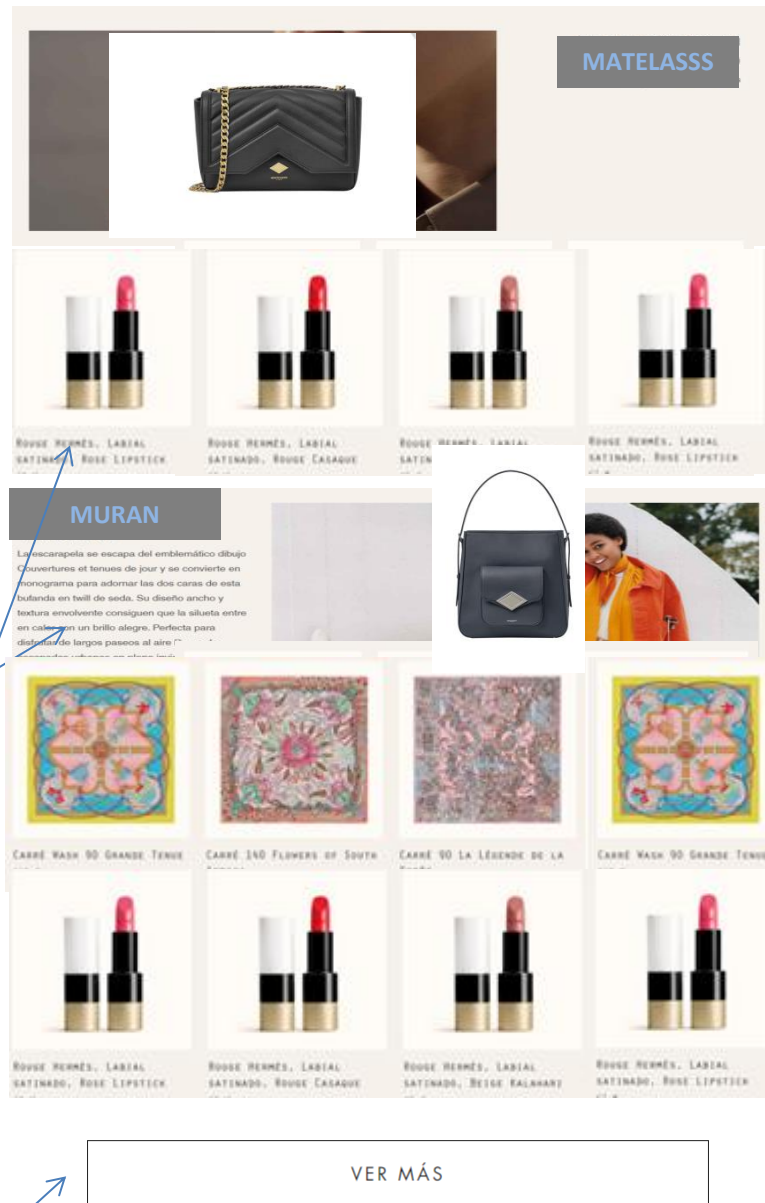 MATELASSS
ROUGE HERMÈS, LABIAL
SATINADO, ROSE LIPSTICK
ROUGE HERMÈS, LABIAL
SATINADO, ROUGE CASAQUE
ROUGE HERMÈS, LABIAL
ROUGE HERMÈS, LABIAL
SATINADO, ROSE LIPSTICK
MURAN
La escarapela se escapa del emblemático dibujo
Couvertures et tenues de jour y se convierte en
monograma para adornar las dos caras de esta
bufanda en twill de seda. Su diseño ancho y
textura envolvente consiguen que la silueta entre
en calor con un brillo alegre. Perfecta para
disfrutar de largos paseos al aire
CARRÉ WASH 90 GRANDE TENUE
CARRÉ 140 FLOWERS OF SOUTH
CARRÉ 90 LA LÉGENDE DE LA
CARRÉ WASH 90 GRANDE TENUE
ROUGE HERMÈS, LABIAL
SATINADO, ROSE LIPSTICK
ROUGE HERMÈS, LABIAL
SATINADO, ROUGE CASAQUE
ROUGE HERMÈS, LABIAL
SATINADO, BEIGE KALAHARI
ROUGE HERMÈS, LABIAL
SATINADO, ROSE LIPSTICK
VER MÁS